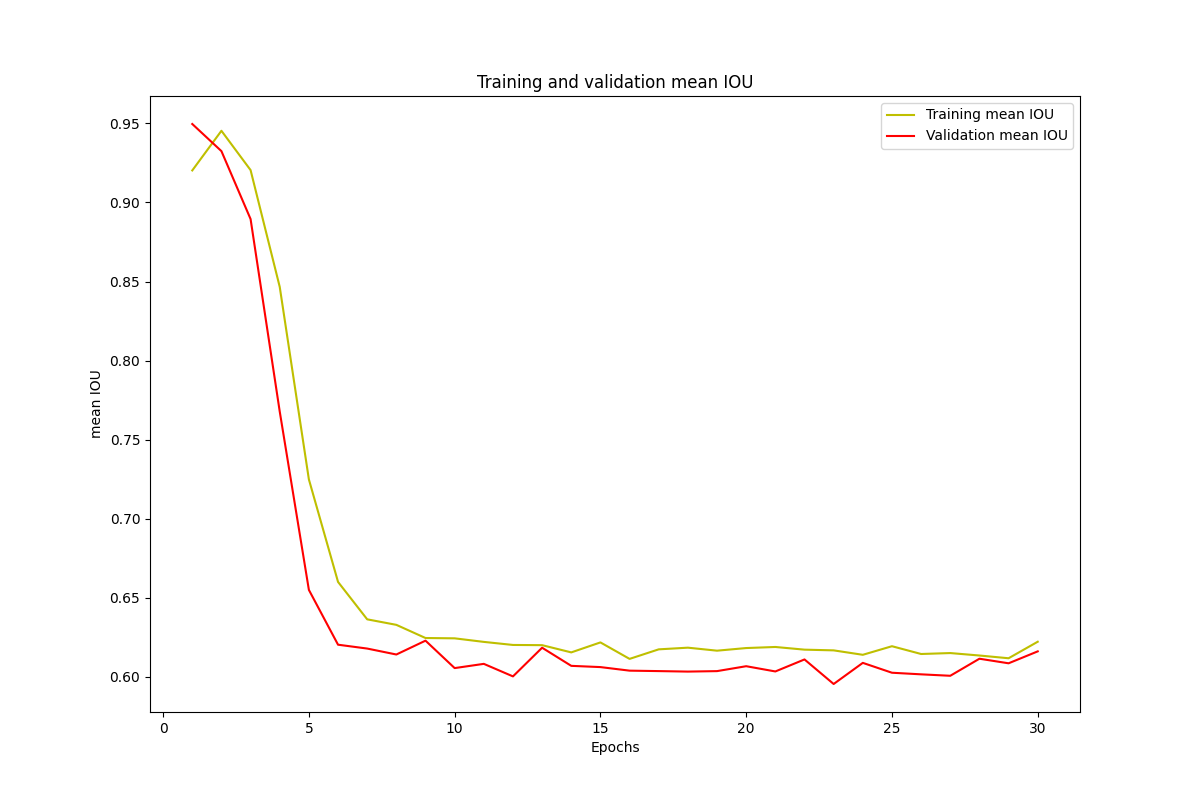 Training and validation mean IOU
Training mean IOU
Validation mean IOU
mean IOU
0.95
0.90
0.85
0.80
0.75
0.70
0.65
0.60
0 5 10 15 20 25 30
Epochs